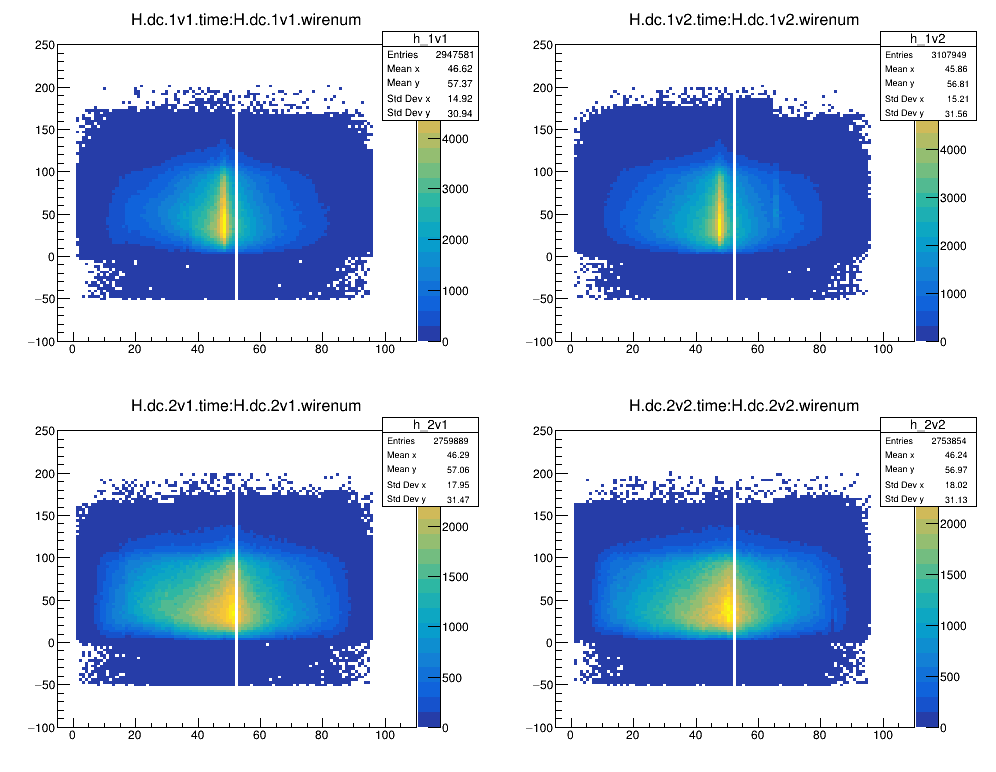 H.dc.1v1.time:H.dc.1v1.wirenum
h_1v1
Entries 2947581
Mean x 46.62
Mean y 57.37
Std Dev x 14.92
Std Dev y 30.94
250
200
150
100
50
0
−50
−100
0 20 40 60 80 100
4000
3000
2000
1000
0
H.dc.1v2.time:H.dc.1v2.wirenum
h_1v2
Entries 3107949
Mean x 45.86
Mean y 56.81
Std Dev x 15.21
Std Dev y 31.56
250
200
150
100
50
0
−50
−100
0 20 40 60 80 100
4000
3000
2000
1000
0
H.dc.2v1.time:H.dc.2v1.wirenum
h_2v1
Entries 2759889
Mean x 46.29
Mean y 57.06
Std Dev x 17.95
Std Dev y 31.47
250
200
150
100
50
0
−50
−100
0 20 40 60 80 100
2000
1500
1000
500
0
H.dc.2v2.time:H.dc.2v2.wirenum
h_2v2
Entries 2753854
Mean x 46.24
Mean y 56.97
Std Dev x 18.02
Std Dev y 31.13
250
200
150
100
50
0
−50
−100
0 20 40 60 80 100
2000
1500
1000
500
0